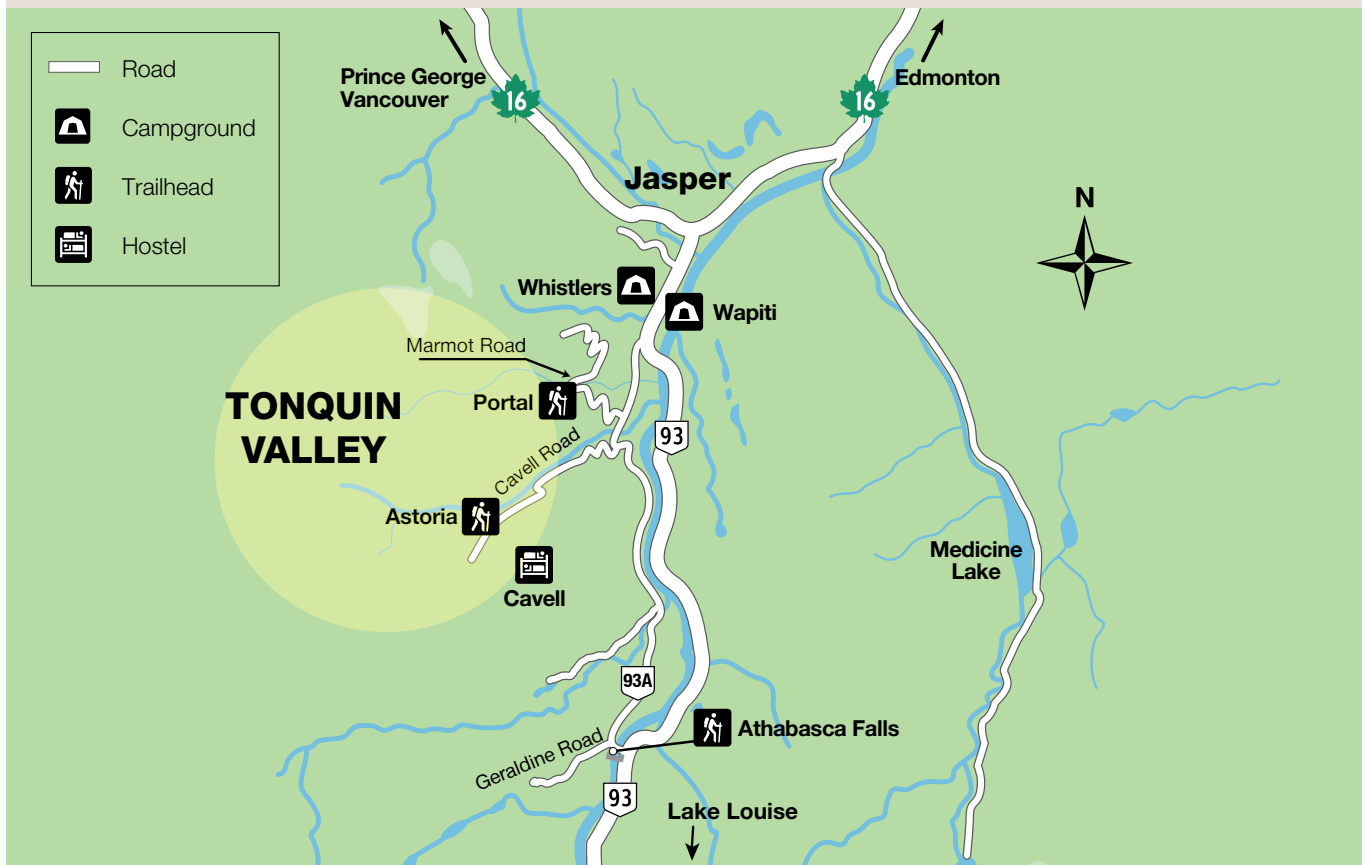 Road
Campground
Trailhead
Hostel
Prince George
Vancouver
16
16
Edmonton
Jasper
N
Whistlers
Wapiti
Marmot Road
Portal
TONQUIN
VALLEY
Cavell Road
93
Astoria
Cavell
Medicine
Lake
93A
Athabasca Falls
Geraldine Road
93
Lake Louise